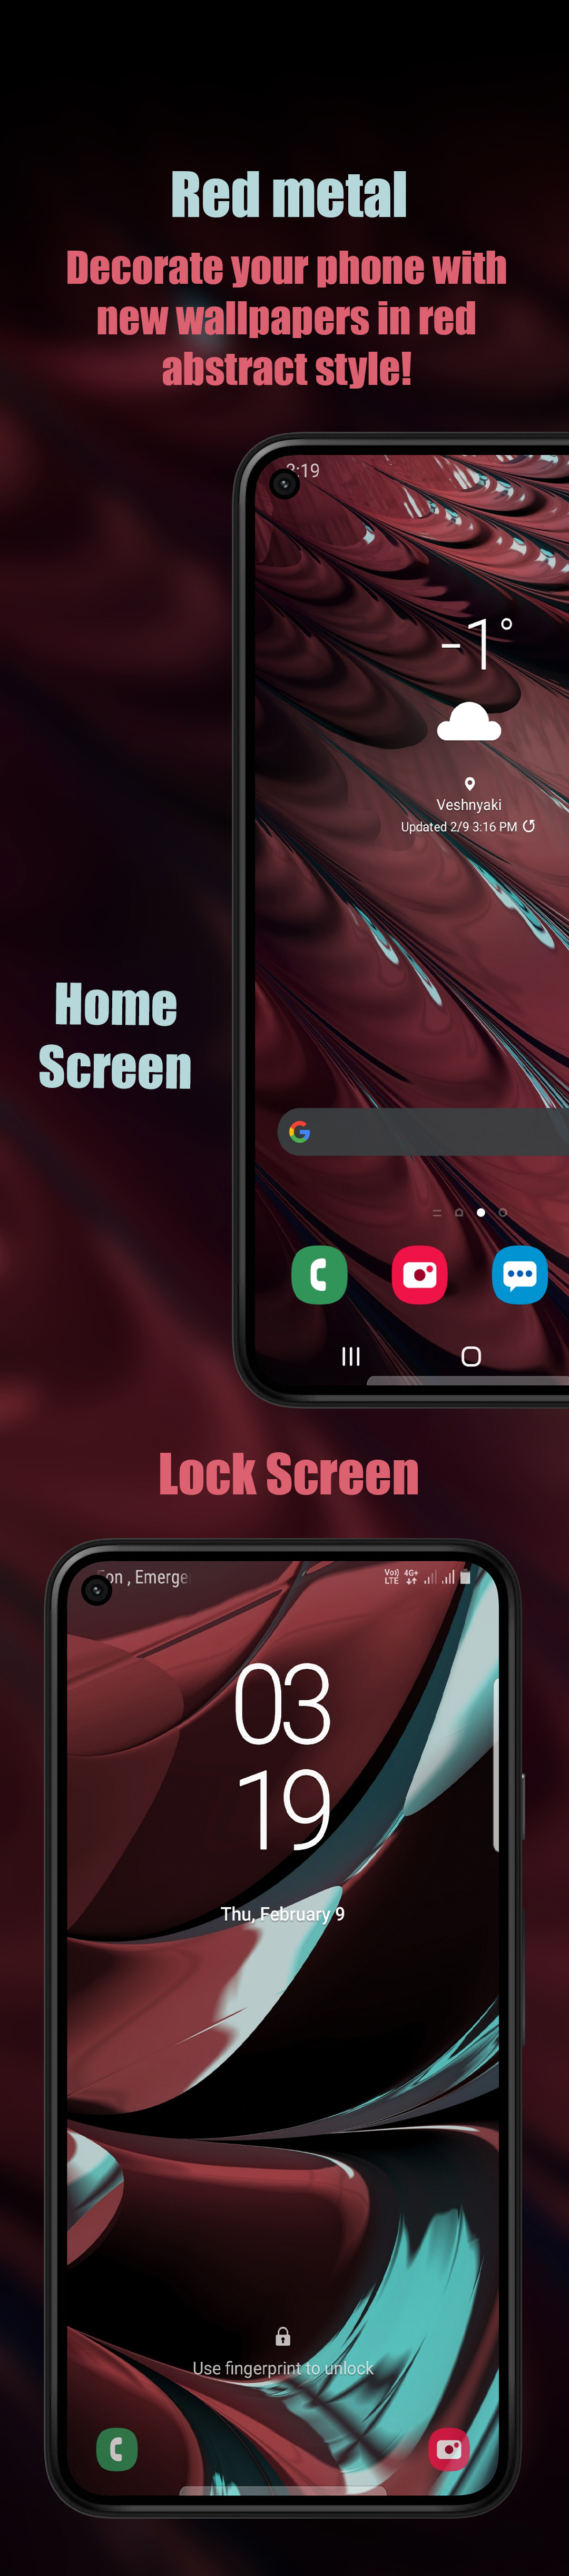 Red metal
Decorate your phone with
new wallpapers in red
abstract style!
3:19
-1°
Veshnyaki
Updated 2/9 3:16 PM
Home
Screen
Lock Screen
Emerge
Vo)) 4G+
LTE
03
19
Thu, February 9
Use fingerprint to unlock